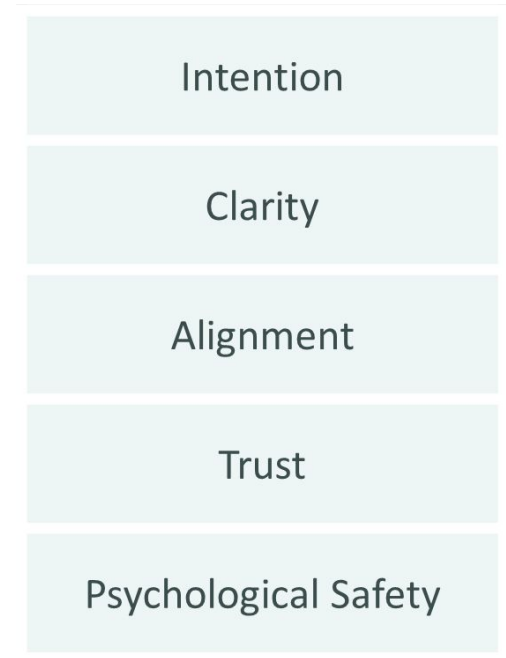 Intention
Clarity
Alignment
Trust
Psychological Safety